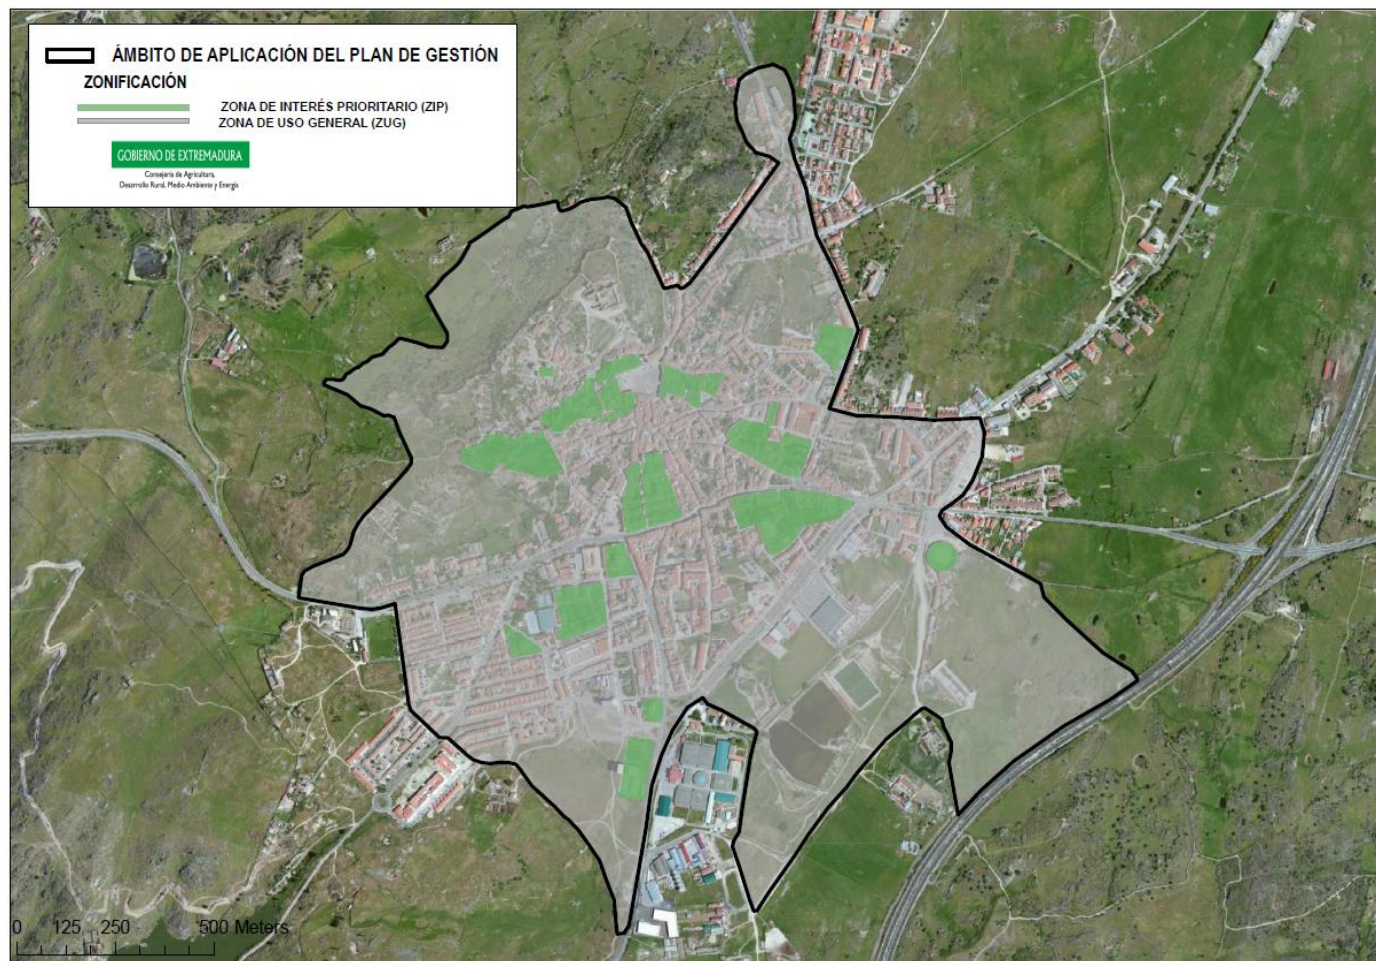 ÁMBITO DE APLICACIÓN DEL PLAN DE GESTIÓN
ZONIFICACIÓN
ZONA DE INTERÉS PRIORITARIO (ZIP)
ZONA DE USO GENERAL (ZUG)
GOBIERNO DE EXTREMADURA
Consejería de Agricultura,
Desarrollo Rural, Medio Ambiente y Energía
0 125 250 500 Meters